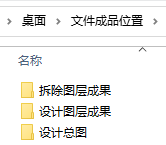 桌面 > 文件成品位置 >
名称
拆除图层成果
设计图层成果
设计总图